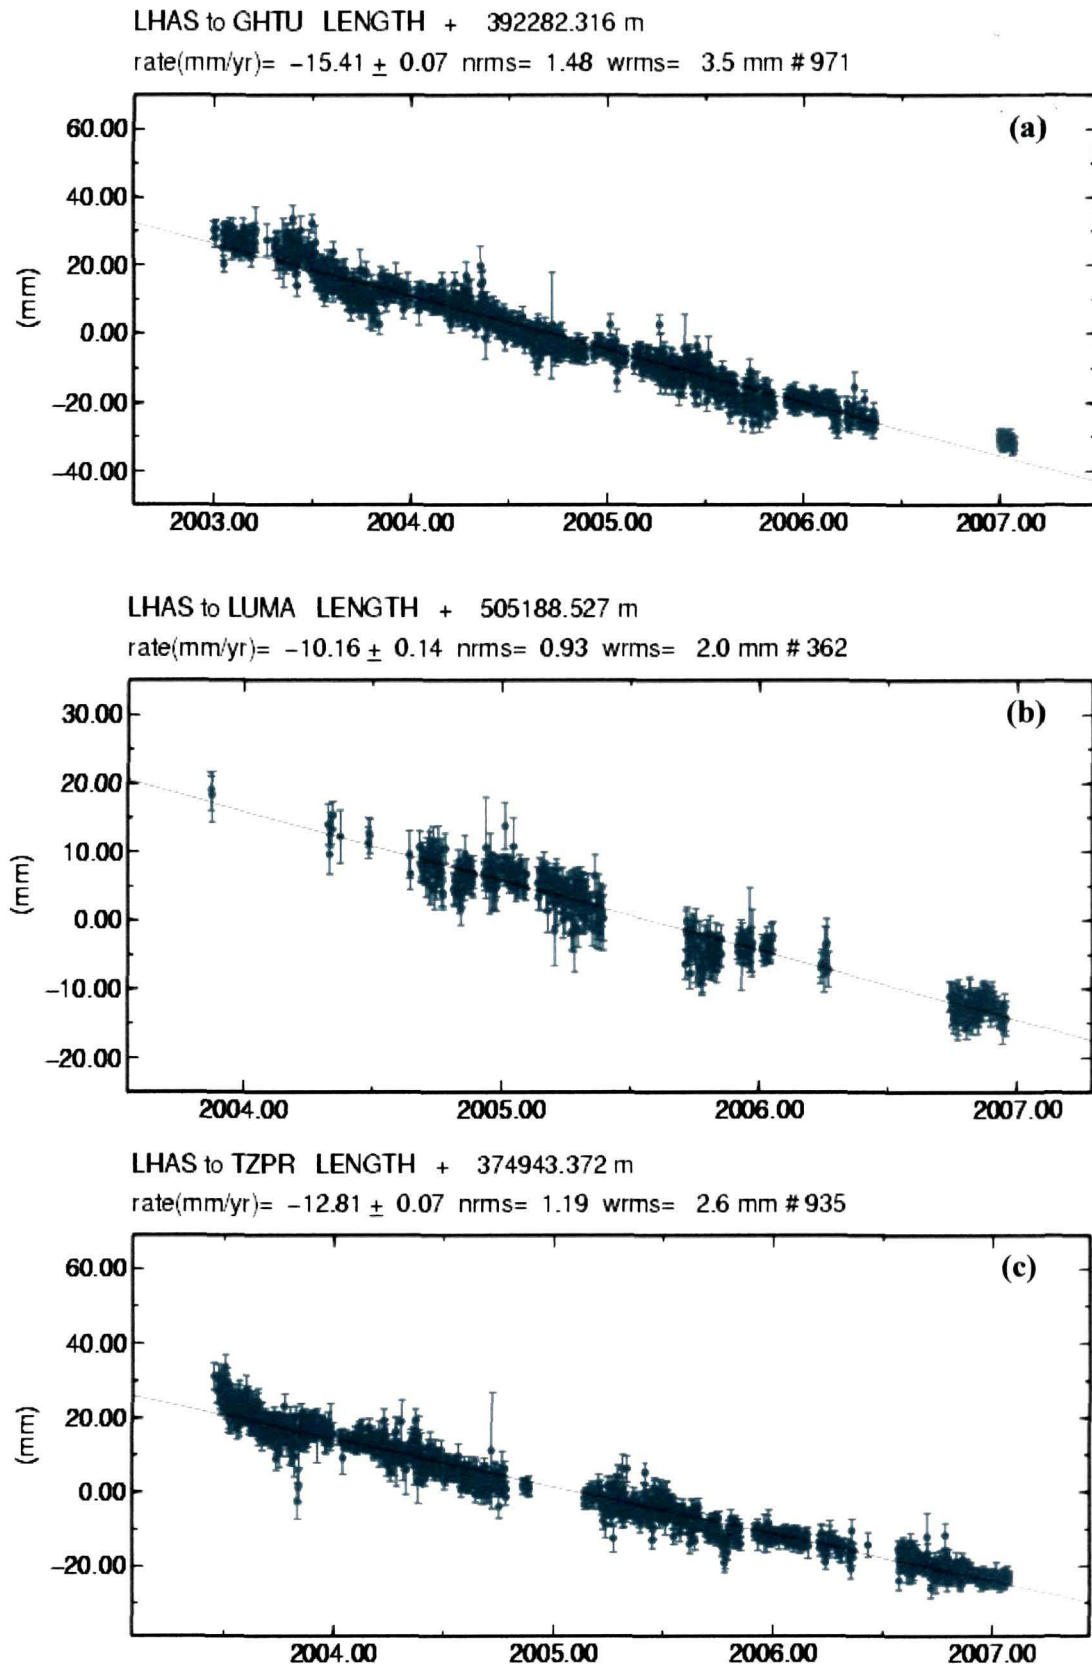 LHAS to GHTU LENGTH + 392282.316 m
rate(mm/yr)= −15.41 ± 0.07 nrms= 1.48 wrms= 3.5 mm # 971
(a)
60.00
40.00
20.00
0.00
−20.00
−40.00
(mm)
2003.00 2004.00 2005.00 2006.00 2007.00
LHAS to LUMA LENGTH + 505188.527 m
rate(mm/yr)= −10.16 ± 0.14 nrms= 0.93 wrms= 2.0 mm # 362
(b)
30.00
20.00
10.00
0.00
−10.00
−20.00
(mm)
2004.00 2005.00 2006.00 2007.00
LHAS to TZPR LENGTH + 374943.372 m
rate(mm/yr)= −12.81 ± 0.07 nrms= 1.19 wrms= 2.6 mm # 935
(c)
60.00
40.00
20.00
0.00
−20.00
(mm)
2004.00 2005.00 2006.00 2007.00